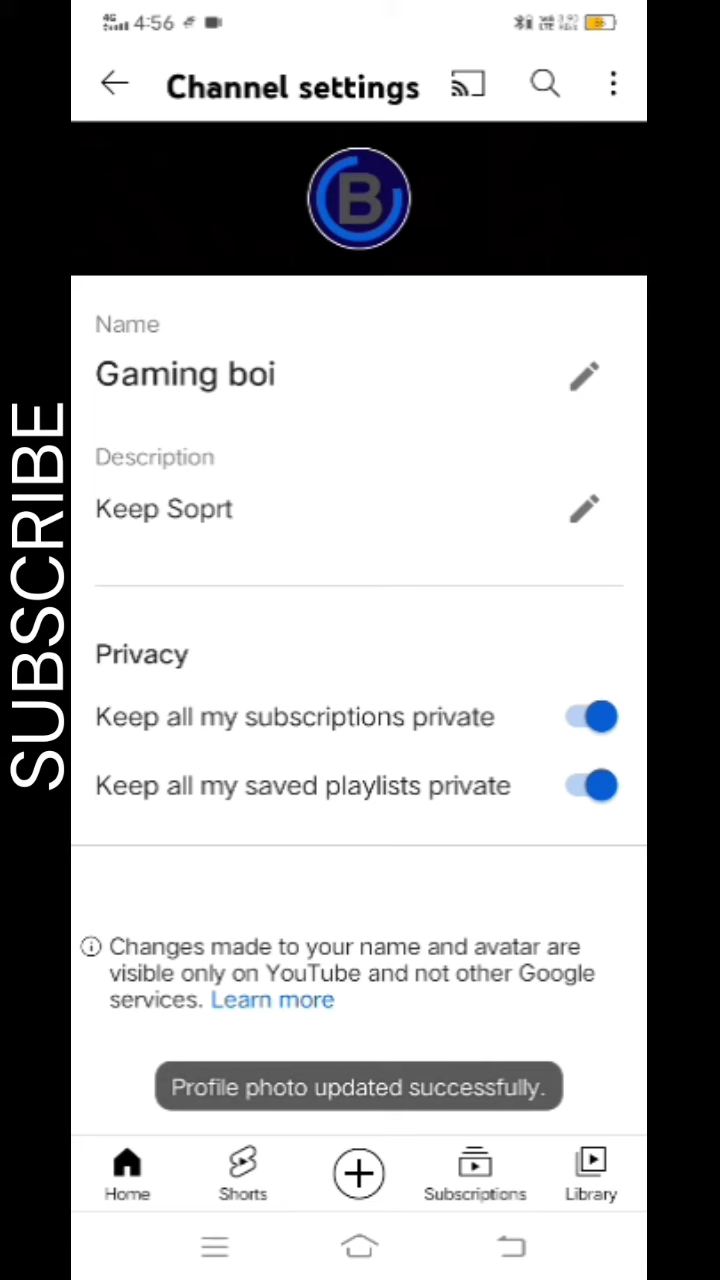 4G 4:56
Channel settings
B
Name
Gaming boi
Description
Keep Soprt
Privacy
Keep all my subscriptions private
Keep all my saved playlists private
Changes made to your name and avatar are
visible only on YouTube and not other Google
services. Learn more
Profile photo updated successfully.
Home Shorts Subscriptions Library
SUBSCRIBE